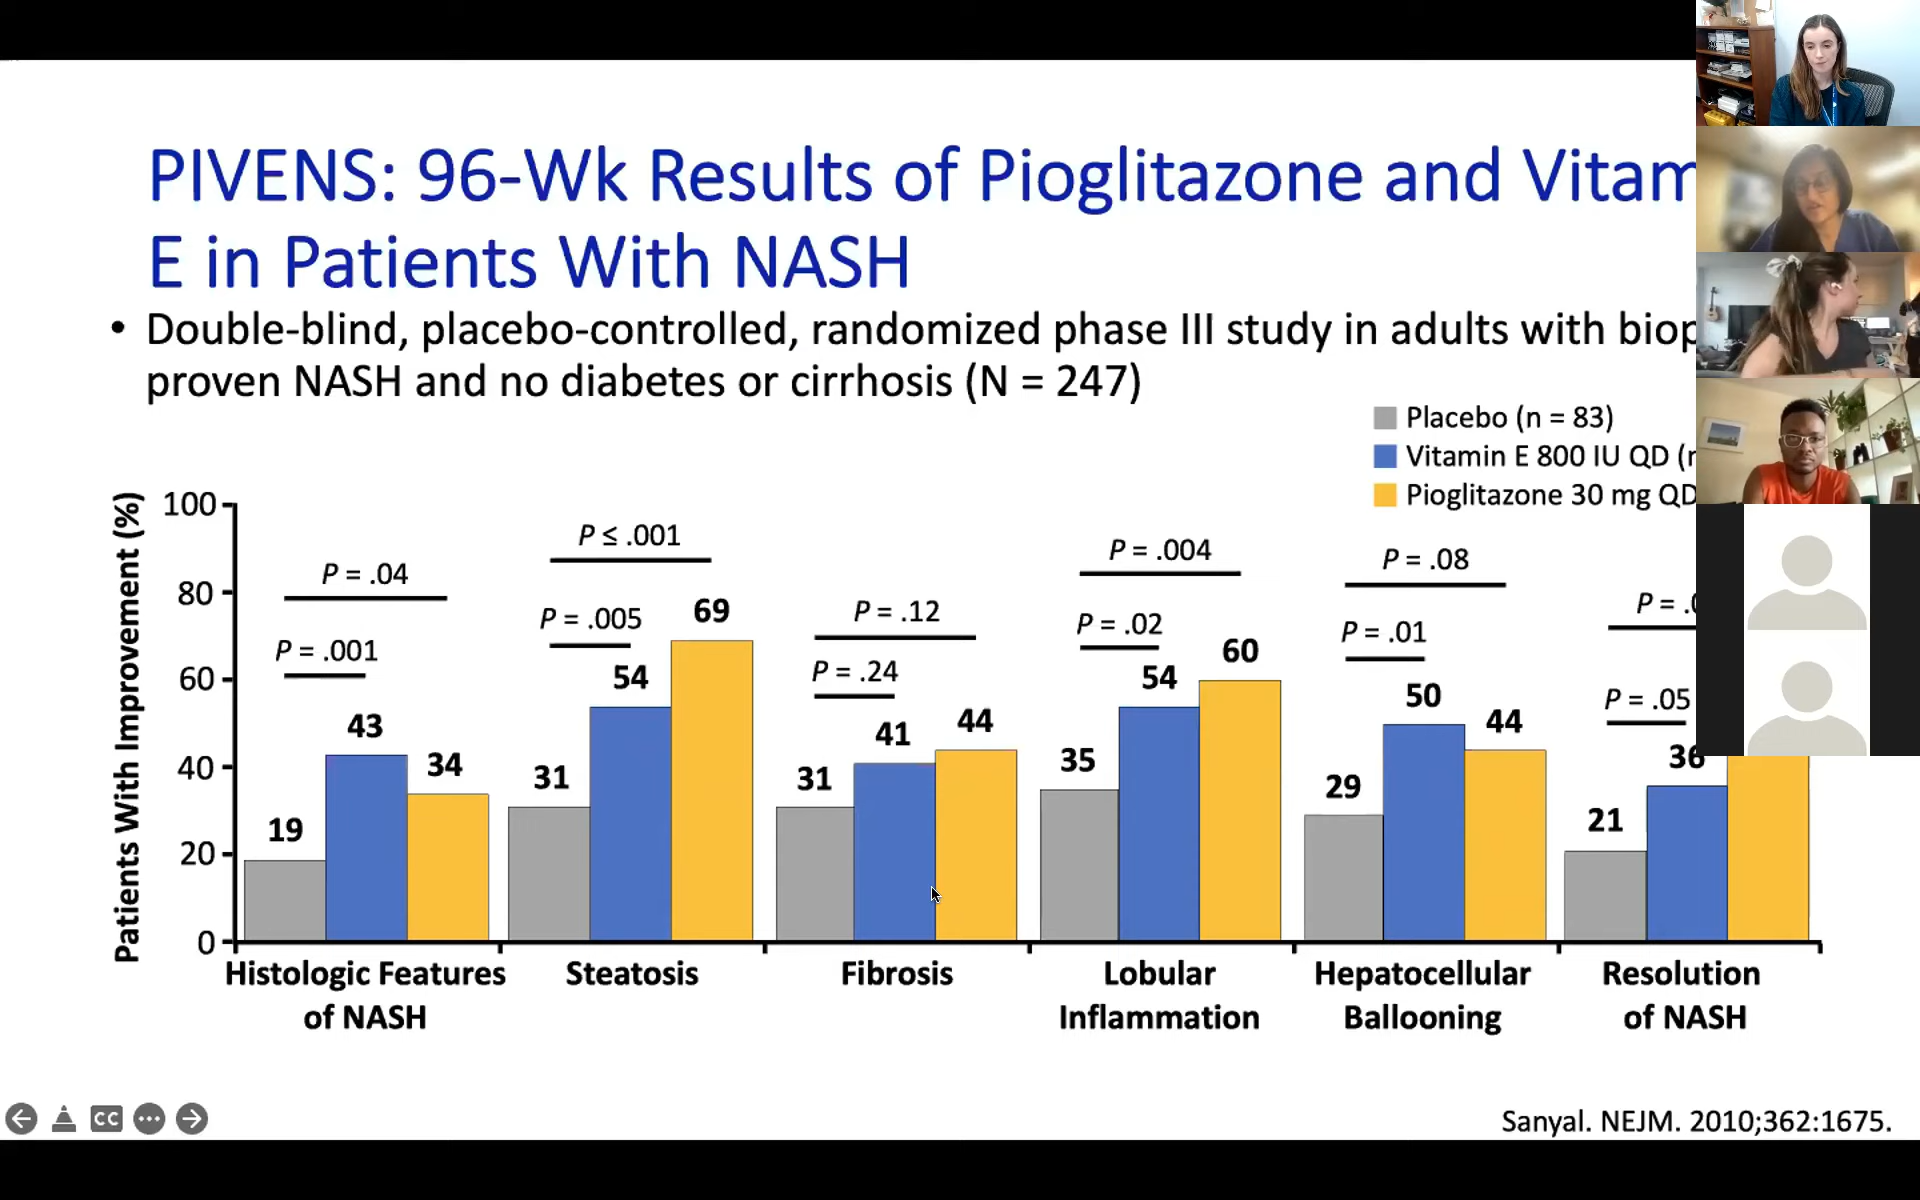 PIVENS: 96-Wk Results of Pioglitazone and Vitam
E in Patients With NASH
• Double-blind, placebo-controlled, randomized phase III study in adults with biop
proven NASH and no diabetes or cirrhosis (N = 247)
Placebo (n = 83)
Vitamin E 800 IU QD (
Pioglitazone 30 mg QD
Patients With Improvement (%)
100
80
60
40
20
0
P = .04
P = .001
19
43
34
Histologic Features
of NASH
P ≤ .001
P = .005
31
54
69
Steatosis
P = .12
P = .24
31
41
44
Fibrosis
P = .004
P = .02
35
54
60
Lobular
Inflammation
P = .08
P = .01
29
50
44
Hepatocellular
Ballooning
P = .
P = .05
21
36
Resolution
of NASH
CC
Sanyal. NEJM. 2010;362:1675.